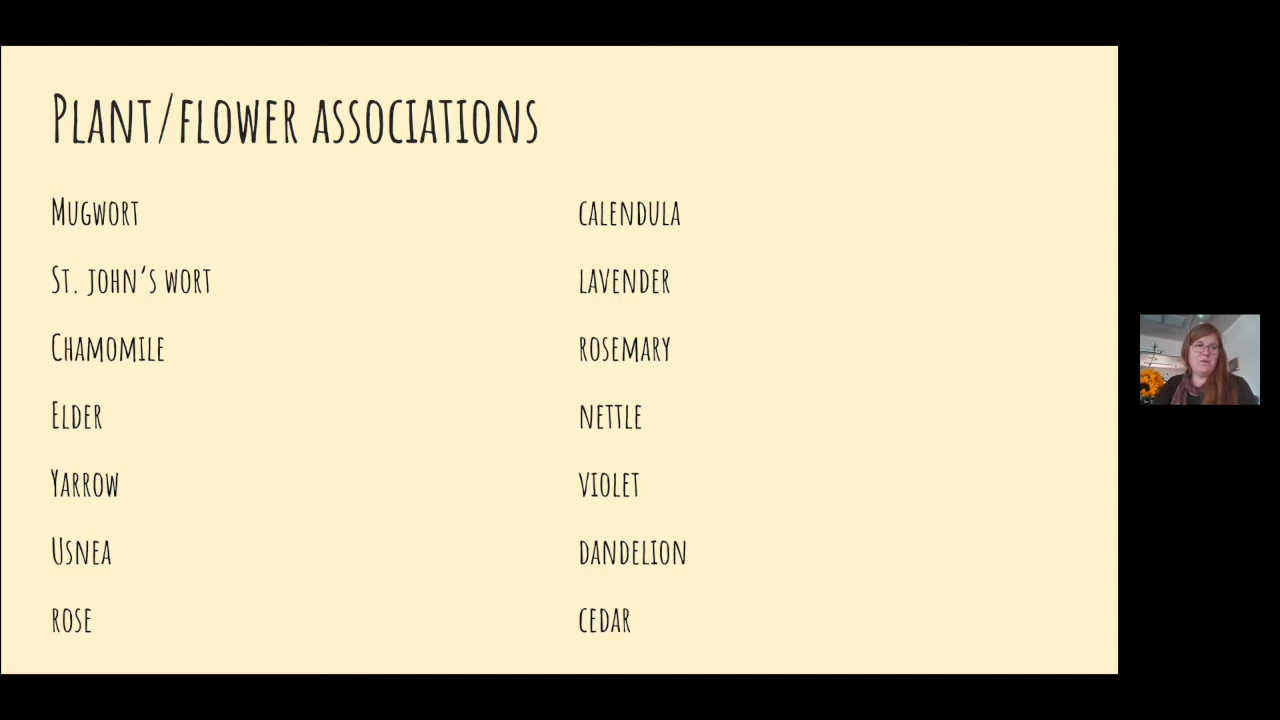 Plant/flower associations
Mugwort
St. john's wort
Chamomile
Elder
Yarrow
Usnea
rose
calendula
lavender
rosemary
nettle
violet
dandelion
cedar